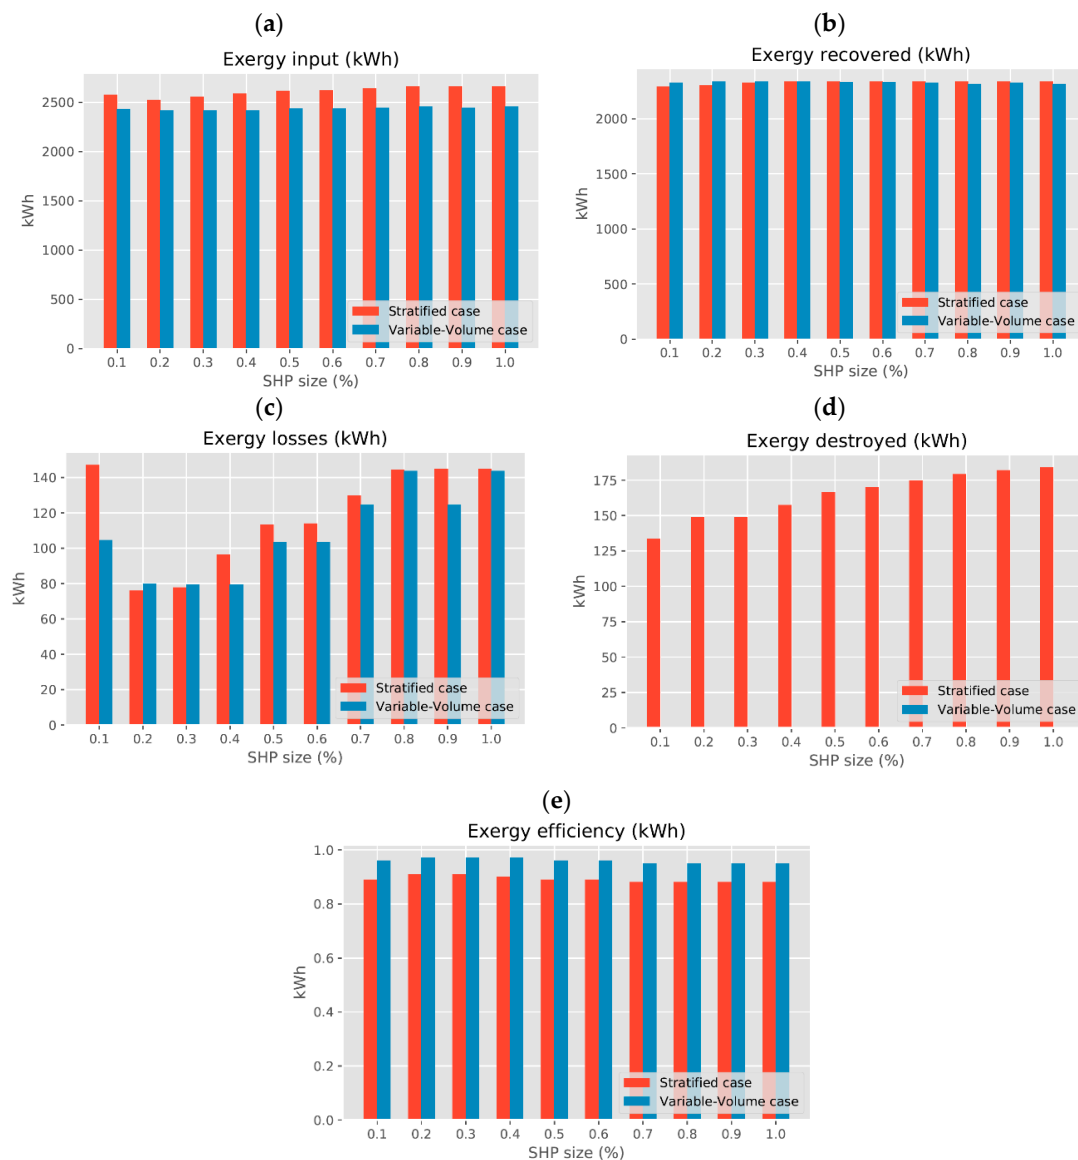 (a)
Exergy input (kWh)
2500
2000
1500
1000
500
0
kWh
0.1 0.2 0.3 0.4 0.5 0.6 0.7 0.8 0.9 1.0
SHP size (%)
Stratified case
Variable-Volume case
(b)
Exergy recovered (kWh)
2000
1500
1000
500
0
kWh
0.1 0.2 0.3 0.4 0.5 0.6 0.7 0.8 0.9 1.0
SHP size (%)
Stratified case
Variable-Volume case
(c)
Exergy losses (kWh)
140
120
100
80
60
40
20
0
kWh
0.1 0.2 0.3 0.4 0.5 0.6 0.7 0.8 0.9 1.0
SHP size (%)
Stratified case
Variable-Volume case
(d)
Exergy destroyed (kWh)
175
150
125
100
75
50
25
0
kWh
0.1 0.2 0.3 0.4 0.5 0.6 0.7 0.8 0.9 1.0
SHP size (%)
Stratified case
Variable-Volume case
(e)
Exergy efficiency (kWh)
1.0
0.8
0.6
0.4
0.2
0.0
kWh
0.1 0.2 0.3 0.4 0.5 0.6 0.7 0.8 0.9 1.0
SHP size (%)
Stratified case
Variable-Volume case